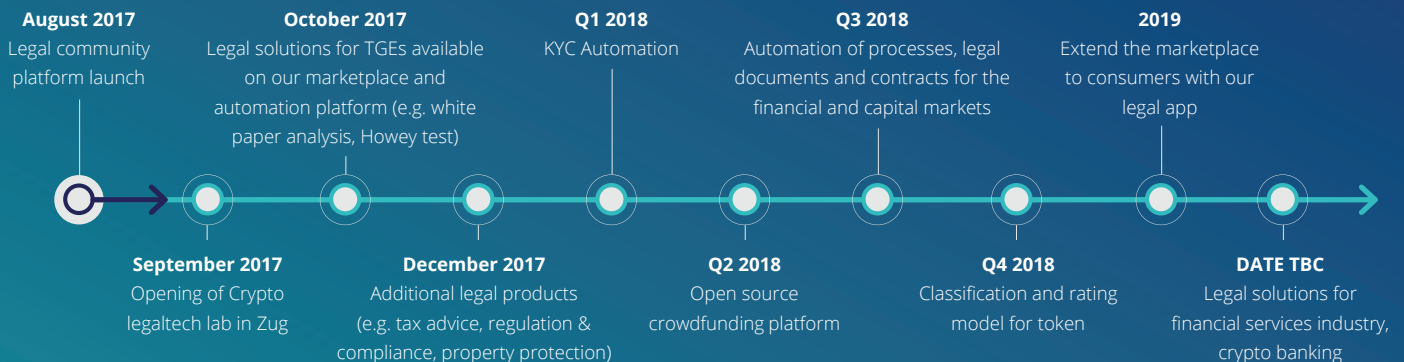 August 2017
Legal community
platform launch
October 2017
Legal solutions for TGEs available
on our marketplace and
automation platform (e.g. white
paper analysis, Howey test)
Q1 2018
KYC Automation
Q3 2018
Automation of processes, legal
documents and contracts for the
financial and capital markets
2019
Extend the marketplace
to consumers with our
legal app
September 2017
Opening of Crypto
legaltech lab in Zug
December 2017
Additional legal products
(e.g. tax advice, regulation &
compliance, property protection)
Q2 2018
Open source
crowdfunding platform
Q4 2018
Classification and rating
model for token
DATE TBC
Legal solutions for
financial services industry,
crypto banking